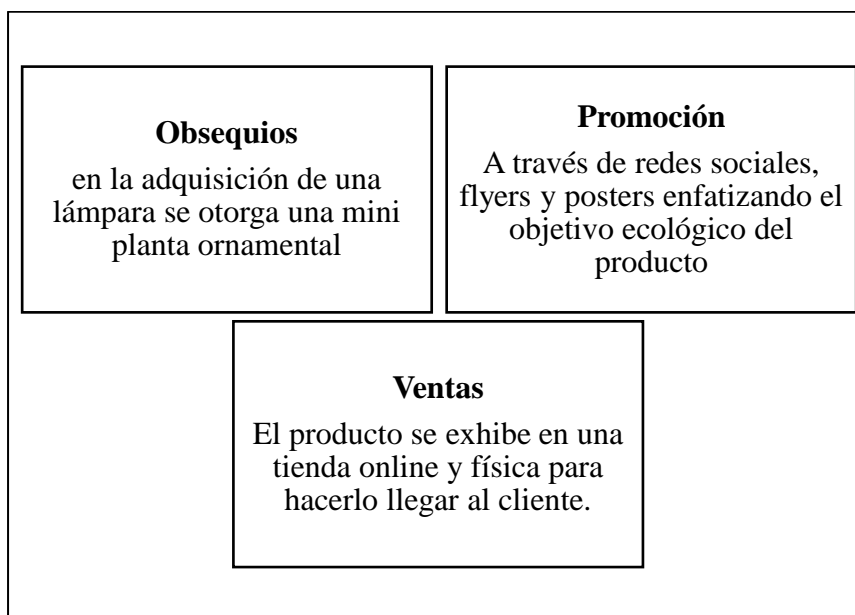 Obsequios
en la adquisición de una
lámpara se otorga una mini
planta ornamental
Promoción
A través de redes sociales,
flyers y posters enfatizando el
objetivo ecológico del
producto
Ventas
El producto se exhibe en una
tienda online y física para
hacerlo llegar al cliente.